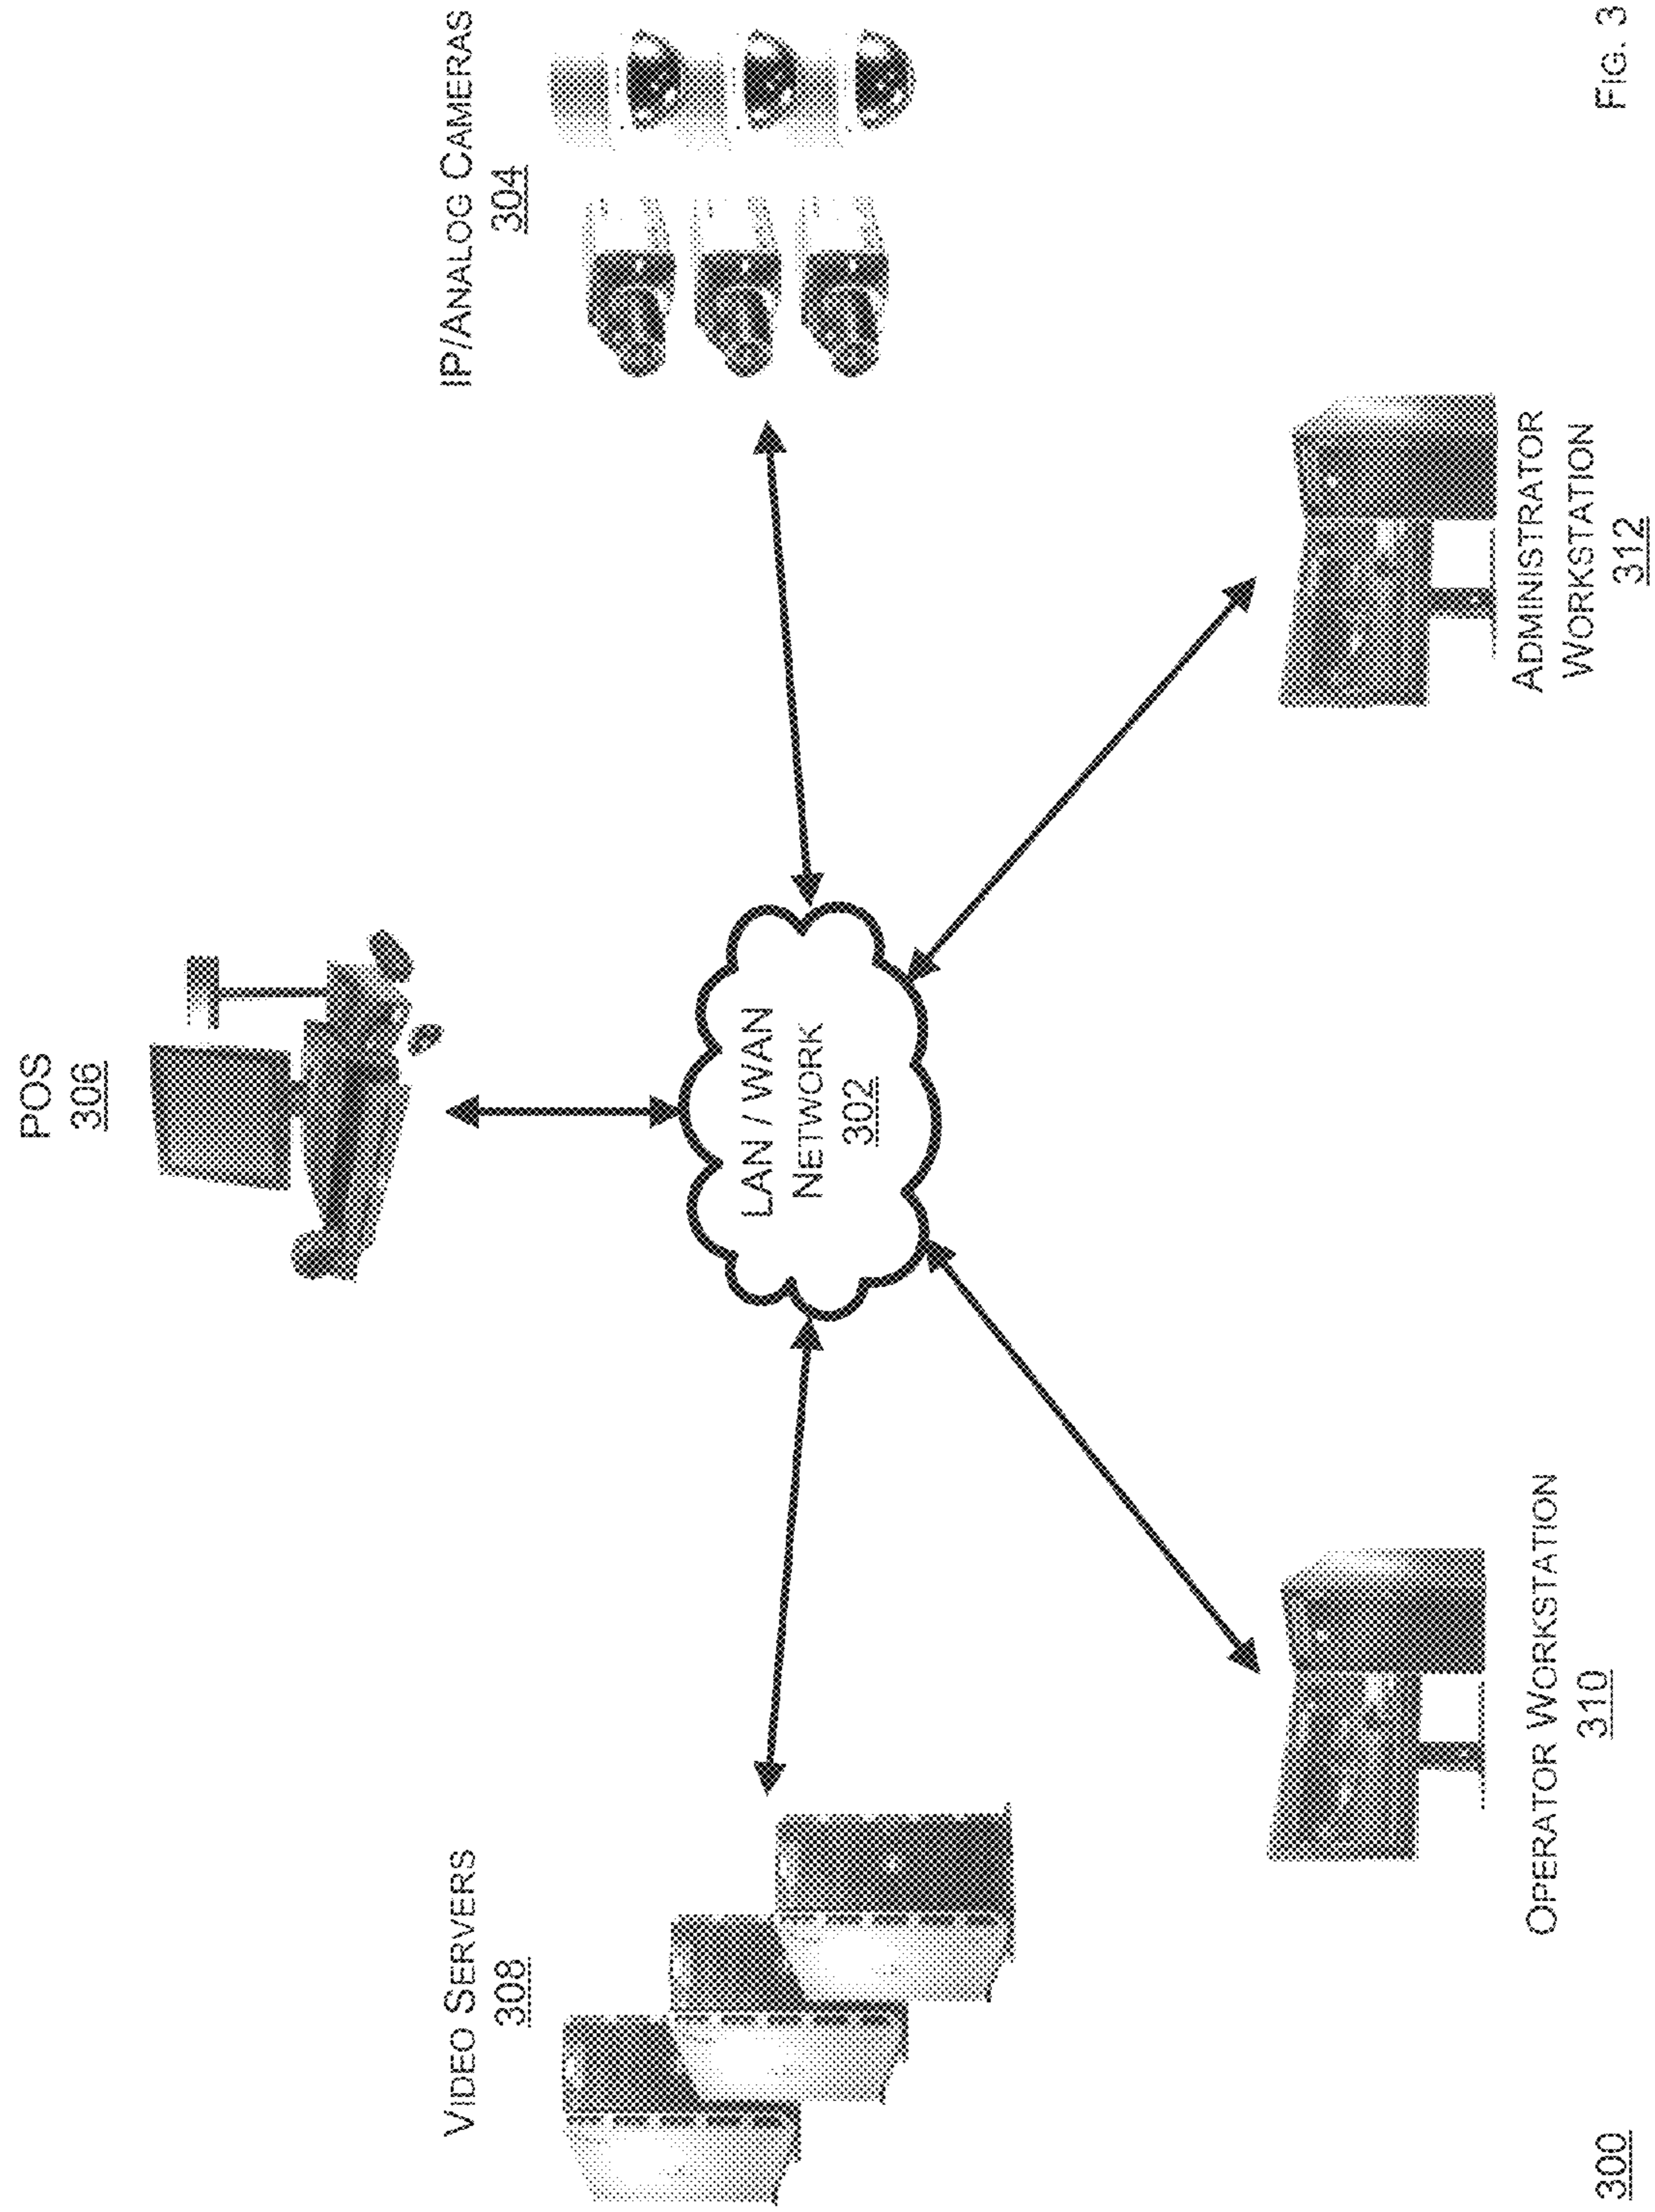 POS
306
VIDEO SERVERS
308
IP/ANALOG CAMERAS
304
LAN / WAN
NETWORK
302
OPERATOR WORKSTATION
310
ADMINISTRATOR
WORKSTATION
312
300
FIG. 3